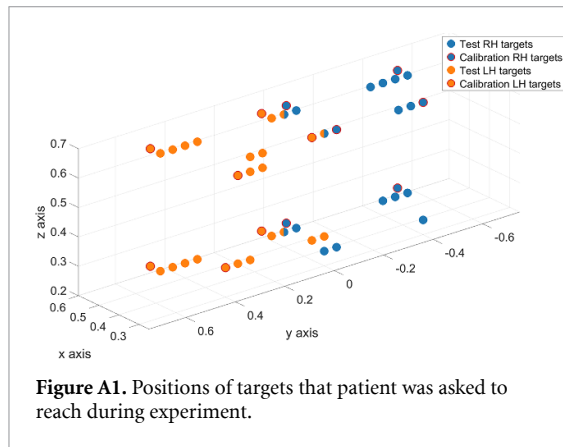 Test RH targets
Calibration RH targets
Test LH targets
Calibration LH targets
0.7
0.6
0.5
0.4
0.3
0.2
z axis
0.6
0.5
0.4
0.3
x axis
0.6
0.4
0.2
0
-0.2
-0.4
-0.6
y axis
Figure A1. Positions of targets that patient was asked to
reach during experiment.